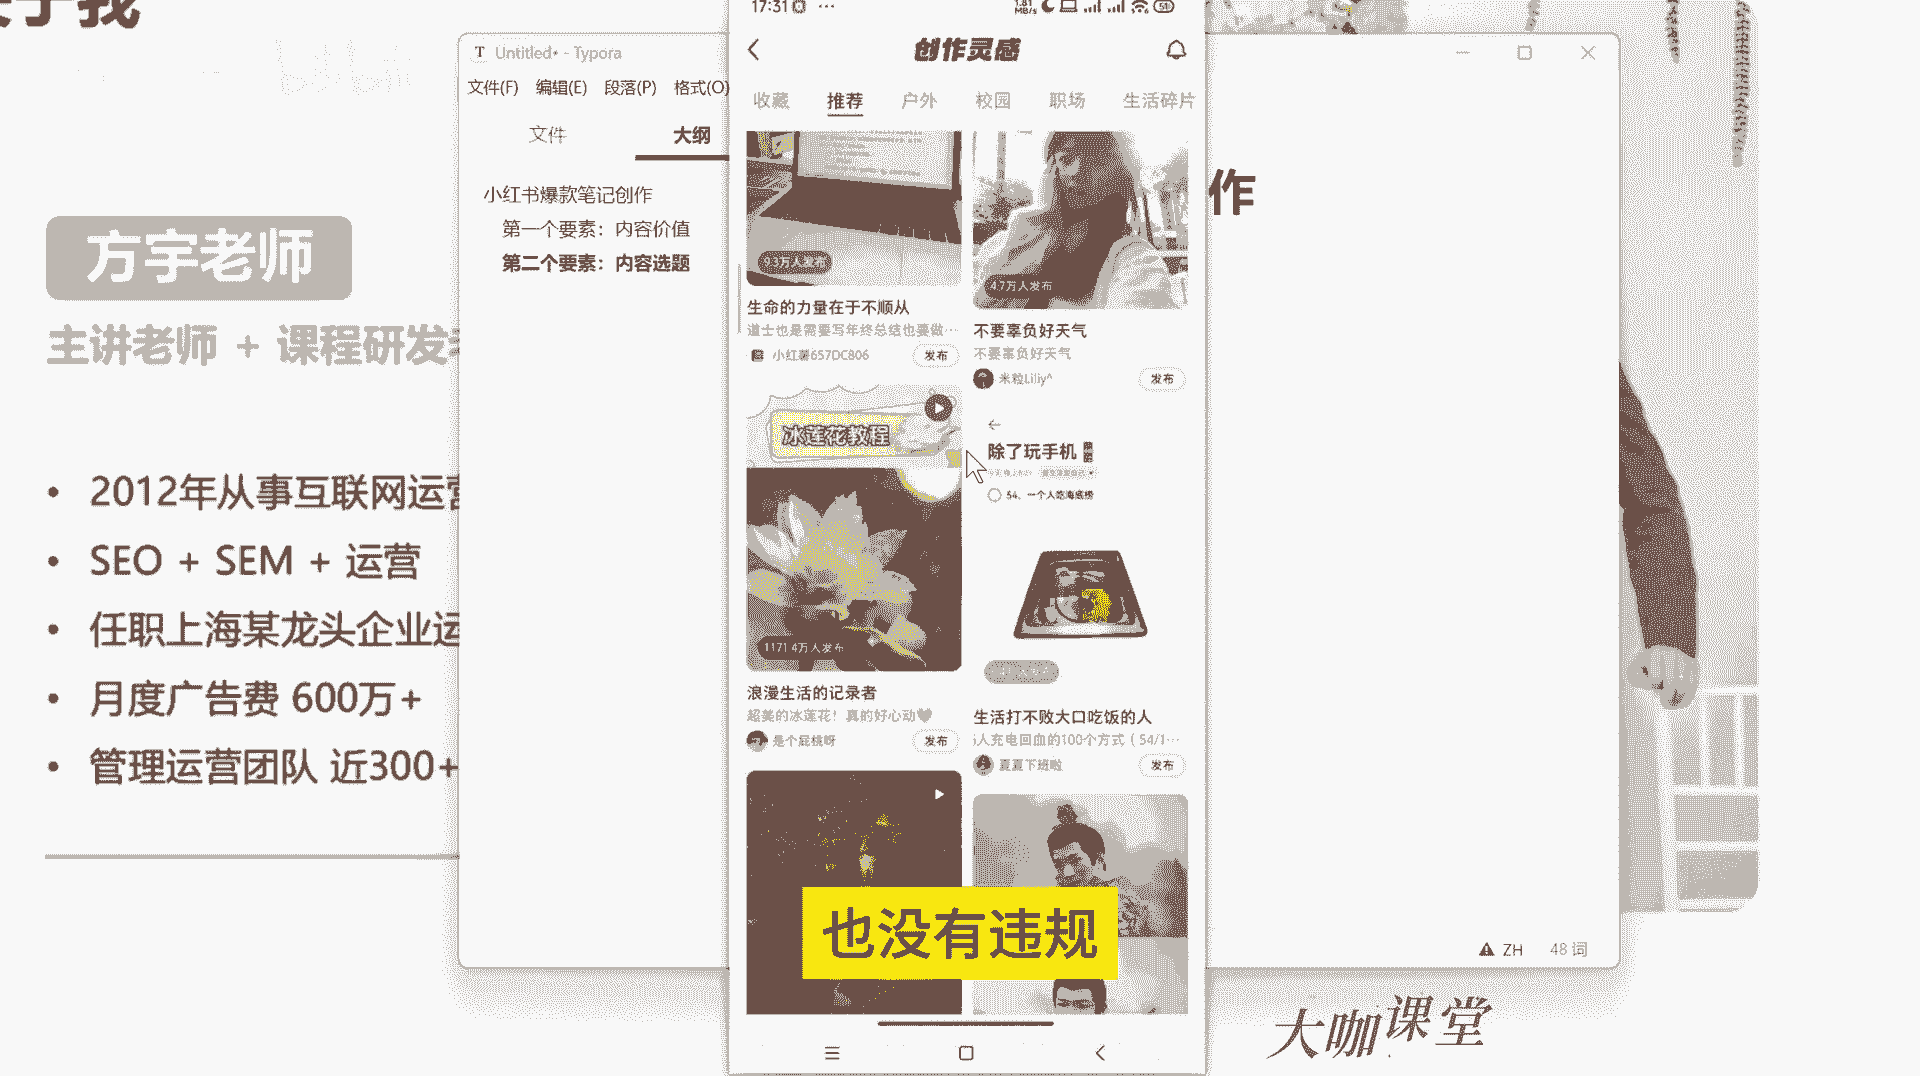 关于我
方宇老师
主讲老师 + 课程研发
2012年从事互联网运营
SEO + SEM + 运营
任职上海某龙头企业运
月度广告费 600万+
管理运营团队 近300+
Untitled• - Typora
文件(F) 编辑(E) 段落(P) 格式(O)
文件 大纲
小红书爆款笔记创作
第一个要素：内容价值
第二个要素：内容选题
作
ZH 48 词
17:31
1.81 MB/s
创作灵感
收藏 推荐 户外 校园 职场 生活碎片
9.3万人发布
生命的力量在于不顺从
道士也是需要写年终总结也要做…
小红薯657DC806 发布
4.7万人发布
不要辜负好天气
不要辜负好天气
米粒Liliy^ 发布
冰莲花教程
1171.4万人发布
浪漫生活的记录者
超美的冰莲花！真的好心动
是个屁桃呀 发布
除了玩手机
54、一个人吃海底捞
生活打不败大口吃饭的人
人充电回血的100个方式（54/1…
夏夏下班啦 发布
也没有违规
大咖课堂